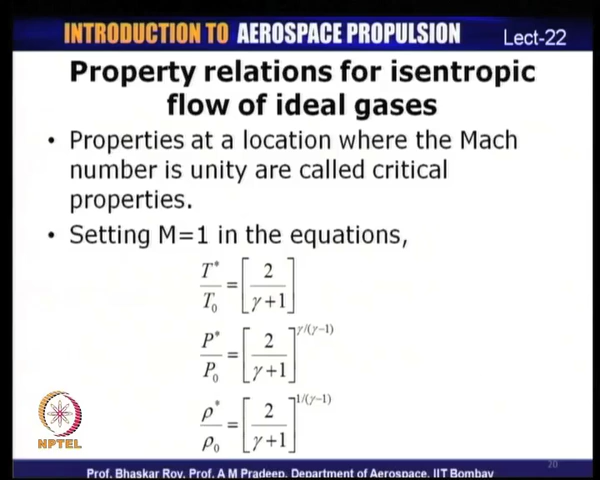 INTRODUCTION TO AEROSPACE PROPULSION
Lect-22
Property relations for isentropic
flow of ideal gases
• Properties at a location where the Mach
number is unity are called critical
properties.
• Setting M=1 in the equations,
T*/T₀ = [2/(γ+1)]
P*/P₀ = [2/(γ+1)]^γ/(γ−1)
ρ*/ρ₀ = [2/(γ+1)]^1/(γ−1)
NPTEL
20
Prof. Bhaskar Roy, Prof. A M Pradeep, Department of Aerospace, IIT Bombay